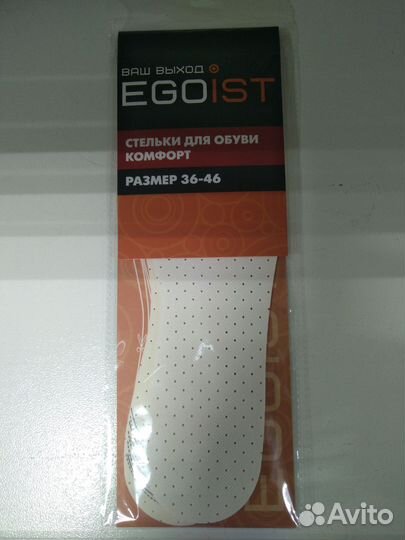 ВАШ ВЫХОД
EGOIST
СТЕЛЬКИ ДЛЯ ОБУВИ
КОМФОРТ
РАЗМЕР 36-46
EGOIST
Avito